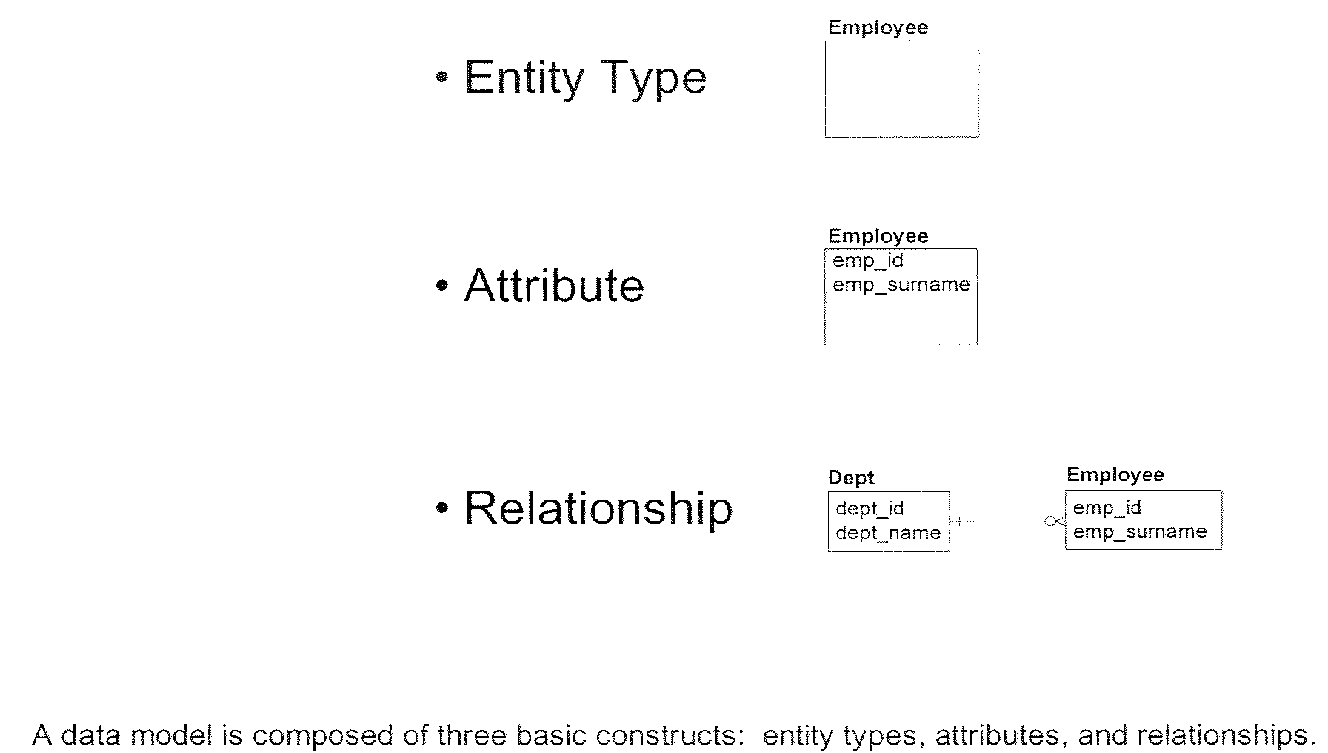 Employee
• Entity Type
Employee
emp_id
emp_surname
• Attribute
Dept
Employee
• Relationship
dept_id
dept_name
emp_id
emp_surname
A data model is composed of three basic constructs: entity types, attributes, and relationships.